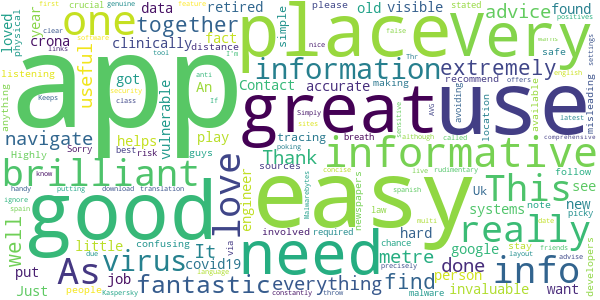 app
easy
use
great
place
very
good
need
one
informative
information
brilliant
love
This
really
info
virus
As
fantastic
extremely
advice
together
navigate
everything
find
metre
done
Thank
well
It
systems
invaluable
useful
vulnerable
clinically
engineer
retired
visible
data
fact
loved
year
crona
listening
physical
crucial
please
old
simple
found
safe
misleading
location
accurate
Contact
tracing
distance
making
recommend
avoiding
available
helps
play
got
An
If
anti
job
covid19
little
put
Just
people
Highly
confusing
Sorry
best
risk
guys
sources
hard
google
person
new
see
follow
note
picky
stay
want
developers
Uk
law
newspapers
involved
required
chance
precisely
constantly
throw
malware
rudimentary
called
although
positive
AVG
offers
english
latest
comprehensive
settings
sites
Simply
breath
poking
Malwarebytes
concise
live
spanish
multi
friends
advise
layout
via
due
language
Kaspersky
download
translation
putting
handy
know
ignore
spain
anything
Keeps
clear
links
tool
security
feature
software
genuine
first
stated
positives
false
nice
I'm
class